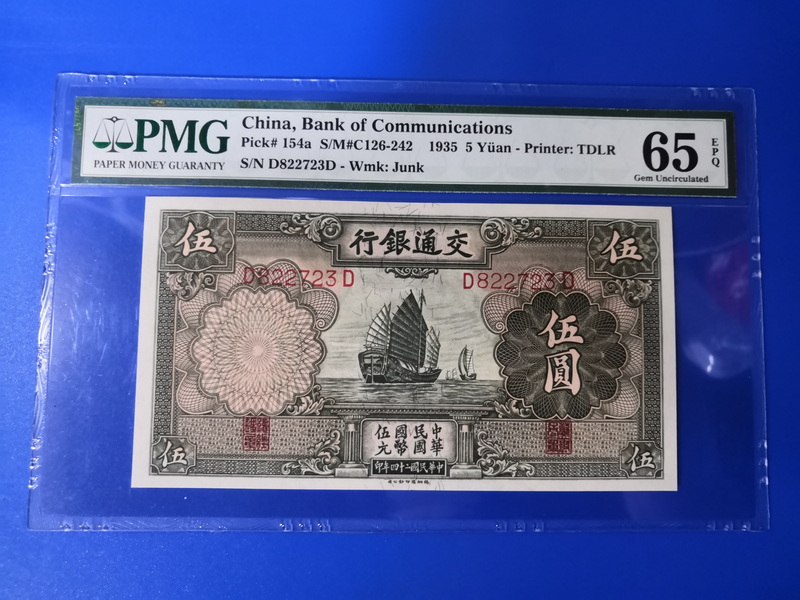 PMG
PAPER MONEY GUARANTY
China, Bank of Communications
Pick# 154a S/M#C126-242 1935 5 Yüan - Printer: TDLR
S/N D822723D - Wmk: Junk
65
EPQ
Gem Uncirculated
伍
交通銀行
伍
D822723D
D822723D
伍圓
中華
民國
國幣
伍元
伍
中華民國二十四年印
伍